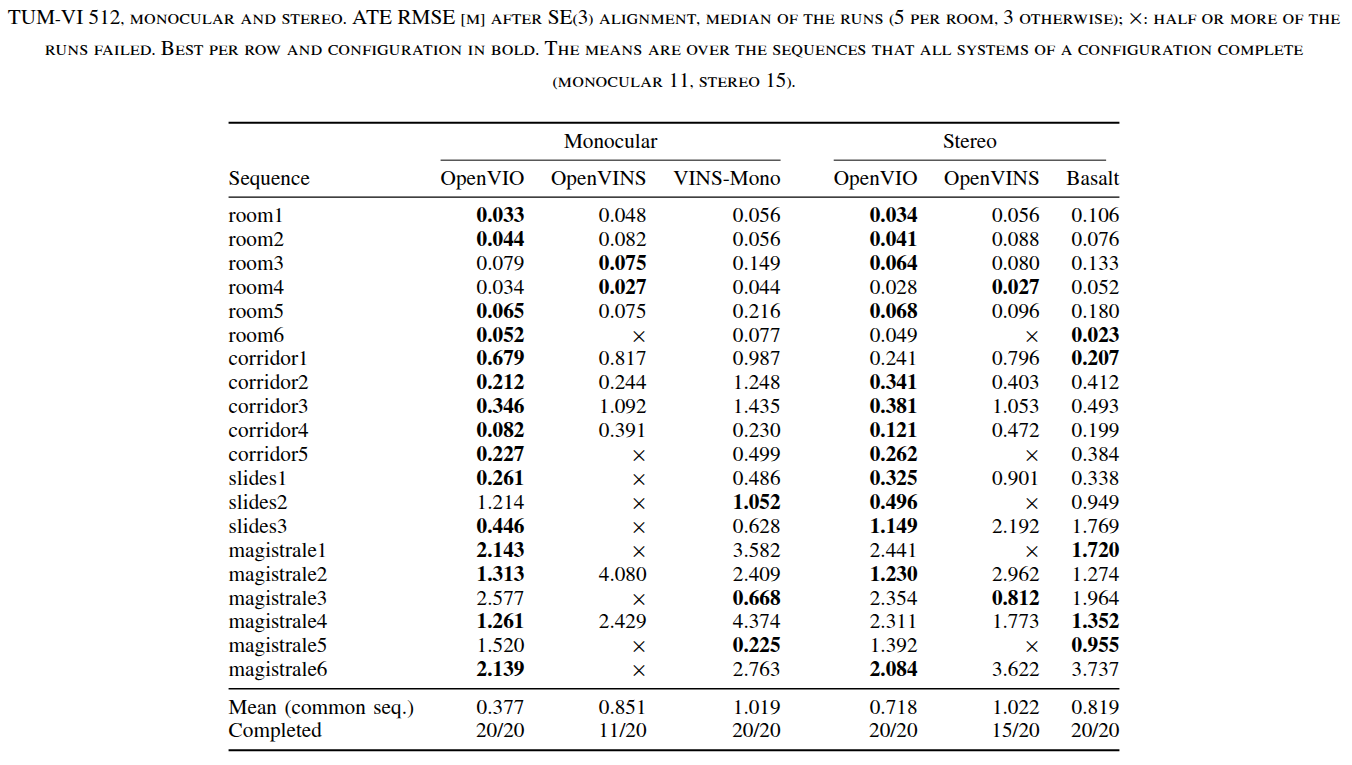 TUM-VI 512, MONOCULAR AND STEREO. ATE RMSE [M] AFTER SE(3) ALIGNMENT, MEDIAN OF THE RUNS (5 PER ROOM, 3 OTHERWISE); ×: HALF OR MORE OF THE
RUNS FAILED. BEST PER ROW AND CONFIGURATION IN BOLD. THE MEANS ARE OVER THE SEQUENCES THAT ALL SYSTEMS OF A CONFIGURATION COMPLETE
(MONOCULAR 11, STEREO 15).
Monocular Stereo
Sequence OpenVIO OpenVINS VINS-Mono OpenVIO OpenVINS Basalt
room1 0.033 0.048 0.056 0.034 0.056 0.106
room2 0.044 0.082 0.056 0.041 0.088 0.076
room3 0.079 0.075 0.149 0.064 0.080 0.133
room4 0.034 0.027 0.044 0.028 0.027 0.052
room5 0.065 0.075 0.216 0.068 0.096 0.180
room6 0.052 × 0.077 0.049 × 0.023
corridor1 0.679 0.817 0.987 0.241 0.796 0.207
corridor2 0.212 0.244 1.248 0.341 0.403 0.412
corridor3 0.346 1.092 1.435 0.381 1.053 0.493
corridor4 0.082 0.391 0.230 0.121 0.472 0.199
corridor5 0.227 × 0.499 0.262 × 0.384
slides1 0.261 × 0.486 0.325 0.901 0.338
slides2 1.214 × 1.052 0.496 × 0.949
slides3 0.446 × 0.628 1.149 2.192 1.769
magistrale1 2.143 × 3.582 2.441 × 1.720
magistrale2 1.313 4.080 2.409 1.230 2.962 1.274
magistrale3 2.577 × 0.668 2.354 0.812 1.964
magistrale4 1.261 2.429 4.374 2.311 1.773 1.352
magistrale5 1.520 × 0.225 1.392 × 0.955
magistrale6 2.139 × 2.763 2.084 3.622 3.737
Mean (common seq.) 0.377 0.851 1.019 0.718 1.022 0.819
Completed 20/20 11/20 20/20 20/20 15/20 20/20